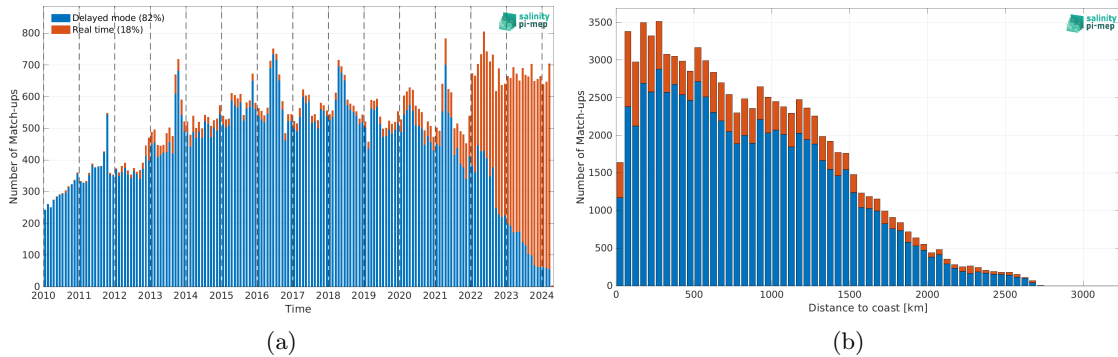 Delayed mode (82%)
Real time (18%)
salinity
pi-mep
Number of Match-ups
800
700
600
500
400
300
200
100
0
2010 2011 2012 2013 2014 2015 2016 2017 2018 2019 2020 2021 2022 2023 2024
Time
(a)
salinity
pi-mep
Number of Match-ups
3500
3000
2500
2000
1500
1000
500
0
0 500 1000 1500 2000 2500 3000
Distance to coast [km]
(b)